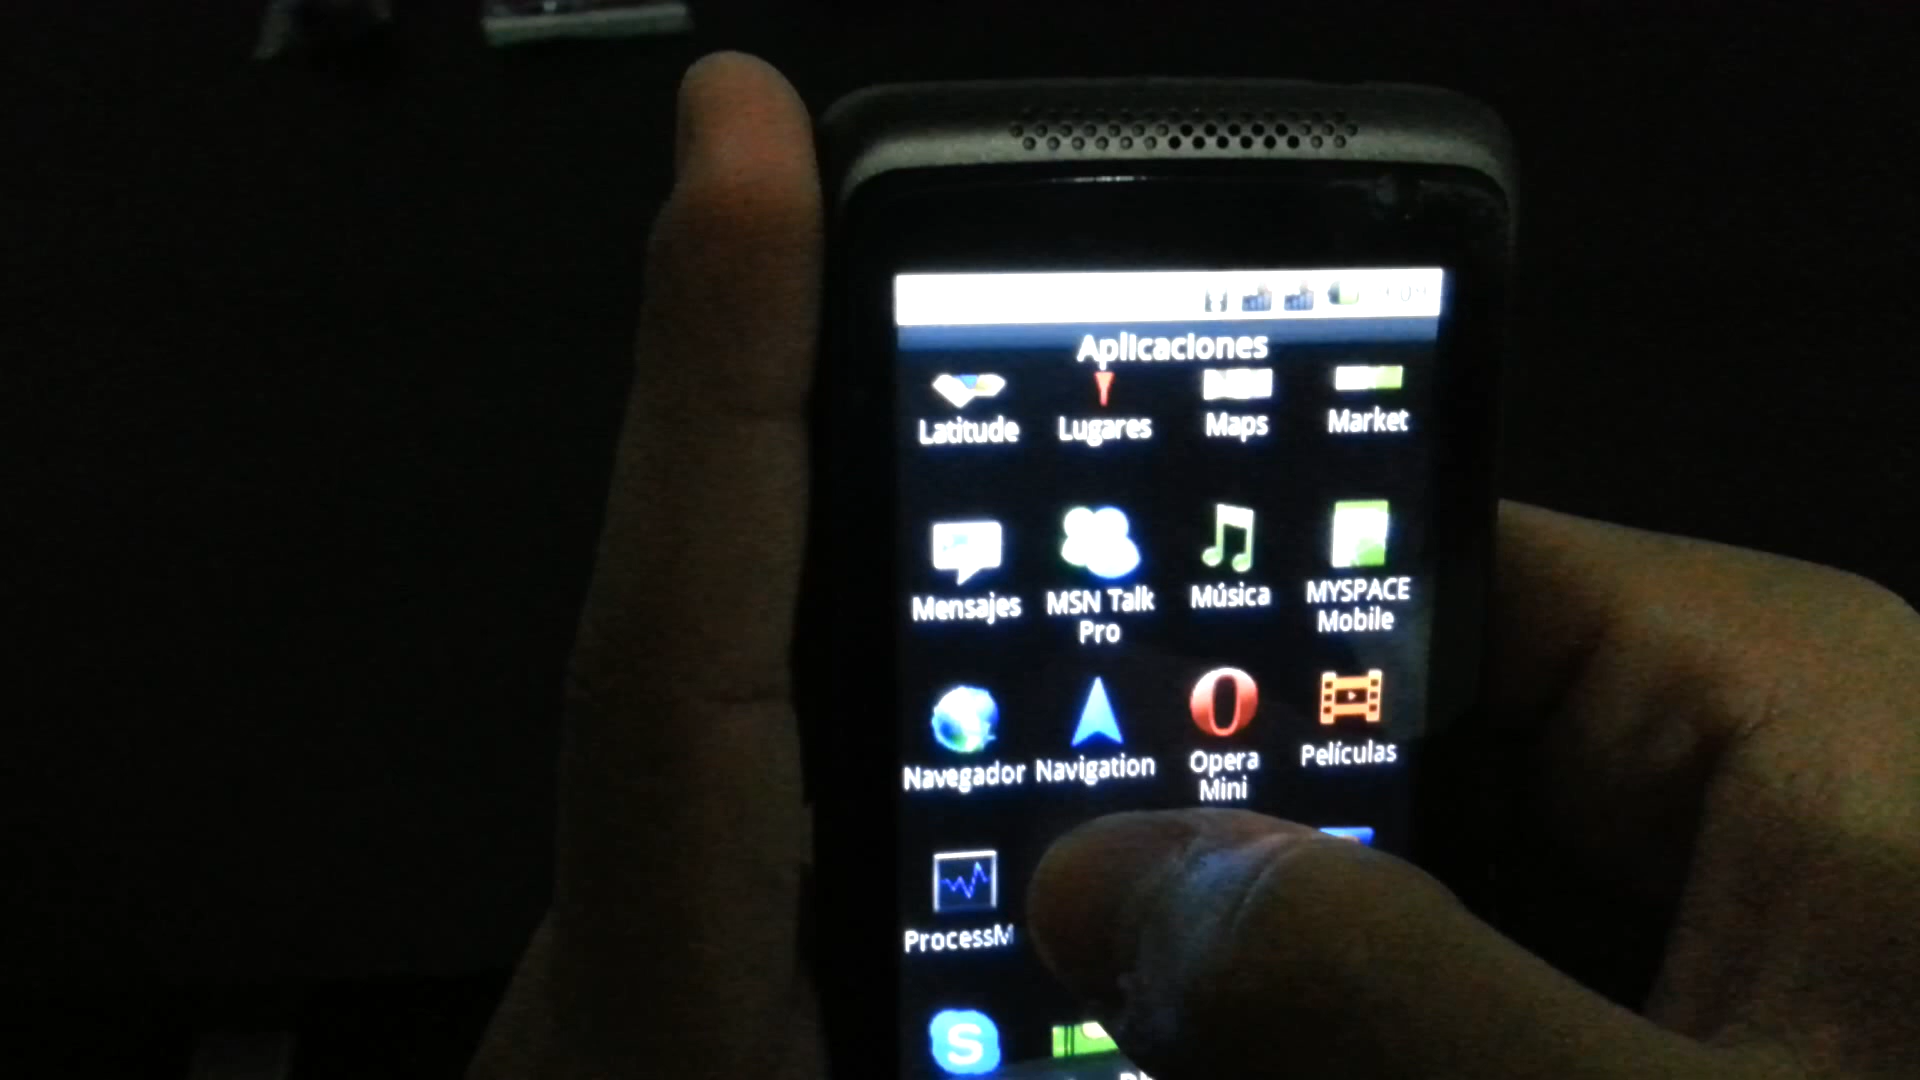 Aplicaciones
Latitude
Lugares
Maps
Market
Mensajes
MSN Talk
Pro
Música
MYSPACE
Mobile
Navegador
Navigation
Opera
Mini
Películas
ProcessM
S